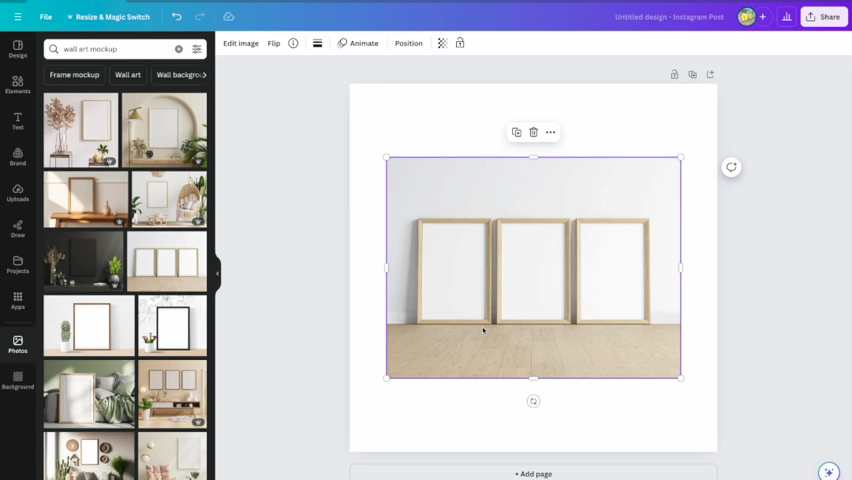 File
Resize & Magic Switch
Untitled design - Instagram Post
+
Share
Design
Elements
Text
Brand
Uploads
Draw
Projects
Apps
Photos
Background
wall art mockup
Frame mockup
Wall art
Wall backgrou
Edit image
Flip
Animate
Position
+ Add page